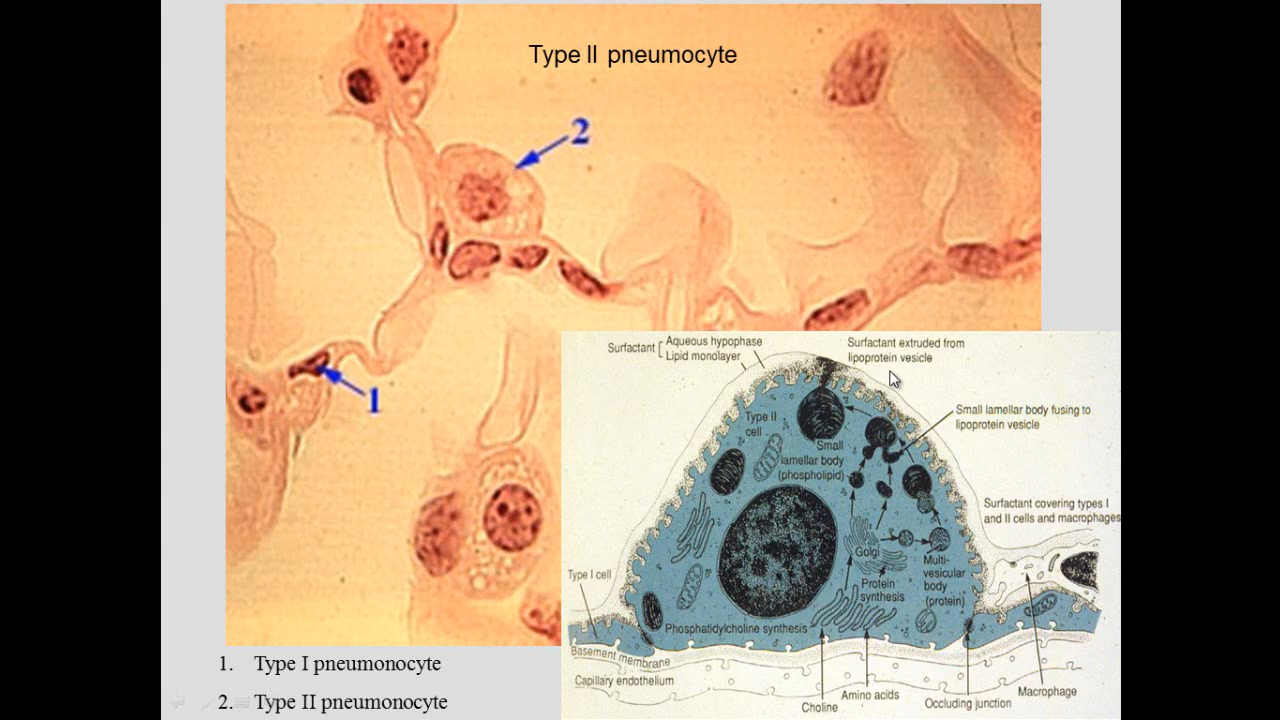 Type II pneumocyte
2
1
Surfactant
Aqueous hypophase
Lipid monolayer
Surfactant extruded from
lipoprotein vesicle
Small lamellar body fusing to
lipoprotein vesicle
Type II
cell
Small
lamellar body
(phospholipid)
Surfactant covering types I
and II cells and macrophages
Golgi
Multi-
vesicular
body
(protein)
Protein
synthesis
Type I cell
Phosphatidylcholine synthesis
Basement membrane
Capillary endothelium
Choline
Amino acids
Occluding junction
Macrophage
1. Type I pneumonocyte
2. Type II pneumonocyte